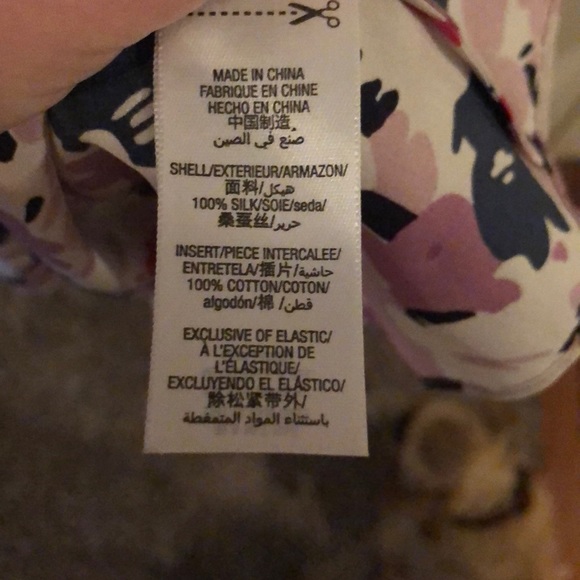 MADE IN CHINA
FABRIQUE EN CHINE
HECHO EN CHINA
中国制造
صنع في الصين
SHELL/EXTERIEUR/ARMAZON/
面料/هيكل/
100% SILK/SOIE/seda/
桑蚕丝/حرير/
INSERT/PIECE INTERCALEE/
ENTRETELA/插片/حاشية/
100% COTTON/COTON/
algodón/棉 /قطن/
EXCLUSIVE OF ELASTIC/
À L'EXCEPTION DE
L'ÉLASTIQUE/
EXCLUYENDO EL ELÁSTICO/
除松紧带外/
باستثناء المواد المتمغطة